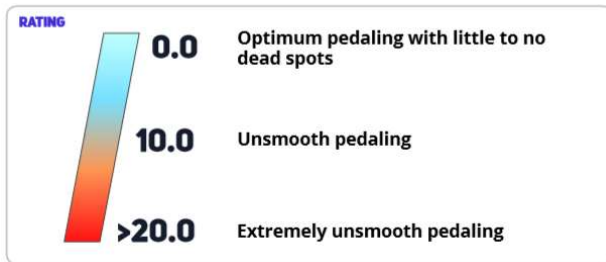 RATING
0.0
Optimum pedaling with little to no
dead spots
10.0
Unsmooth pedaling
>20.0
Extremely unsmooth pedaling